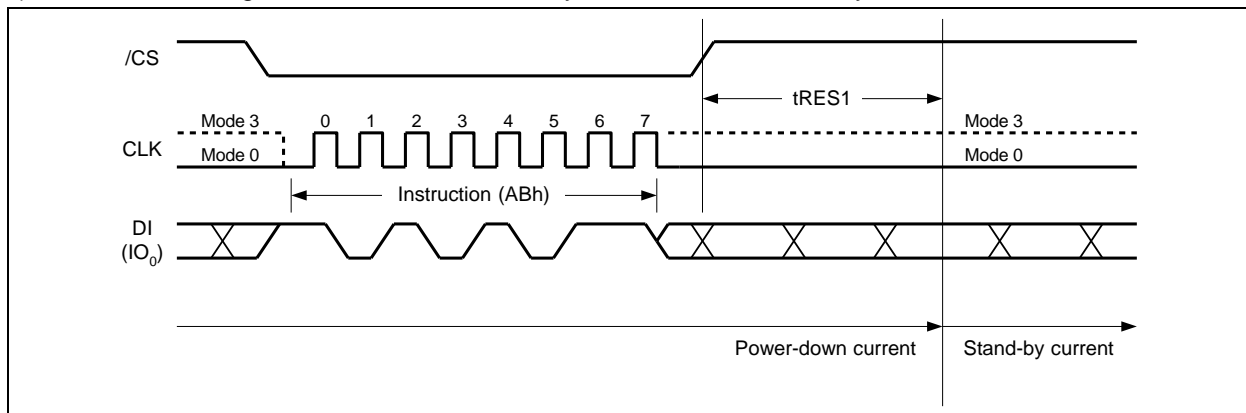 /CS
tRES1
Mode 3 0 1 2 3 4 5 6 7 Mode 3
CLK
Mode 0 Mode 0
Instruction (ABh)
DI
(IO0)
Power-down current Stand-by current